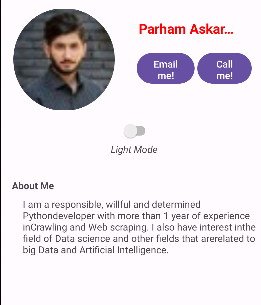 Parham Askar...
Email me!
Call me!
Light Mode
About Me
I am a responsible, willful and determined
Pythondeveloper with more than 1 year of experience
inCrawling and Web scraping. I also have interest inthe
field of Data science and other fields that arerelated to
big Data and Artificial Intelligence.